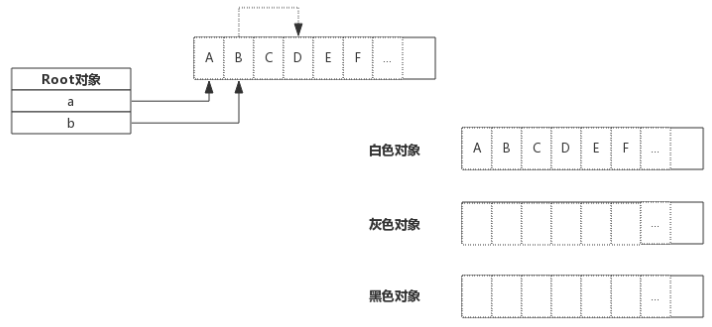 A B C D E F ...
Root对象
a
b
白色对象 A B C D E F ...
灰色对象 ...
黑色对象 ...